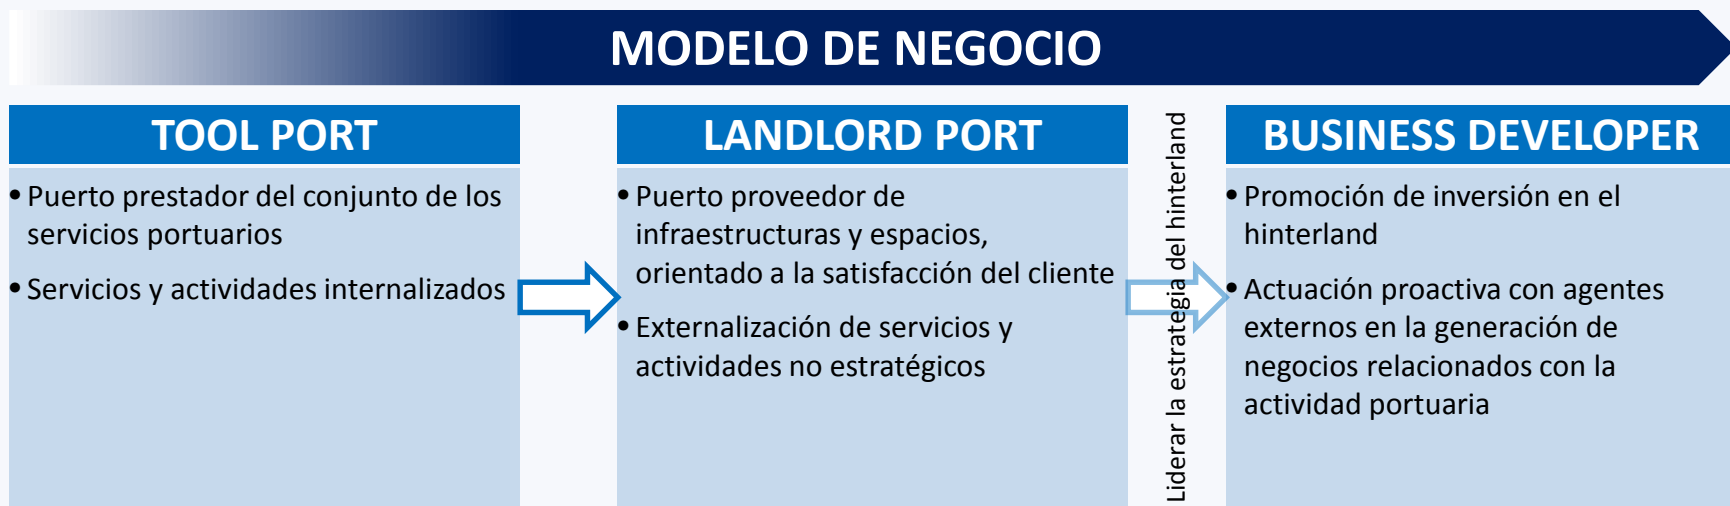 MODELO DE NEGOCIO
TOOL PORT
• Puerto prestador del conjunto de los
servicios portuarios
• Servicios y actividades internalizados
LANDLORD PORT
• Puerto proveedor de
infraestructuras y espacios,
orientado a la satisfacción del cliente
• Externalización de servicios y
actividades no estratégicos
Liderar la estrategia del hinterland
BUSINESS DEVELOPER
• Promoción de inversión en el
hinterland
• Actuación proactiva con agentes
externos en la generación de
negocios relacionados con la
actividad portuaria